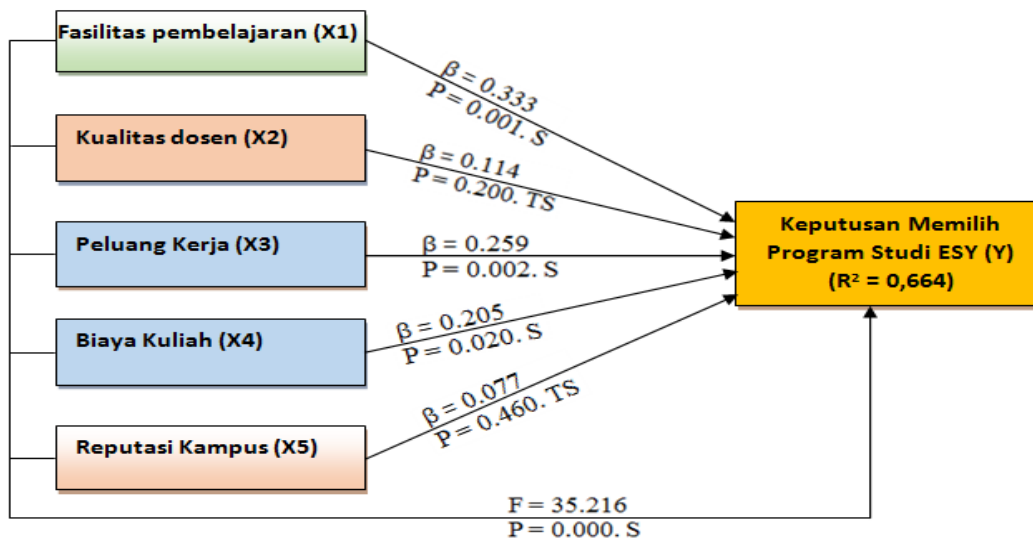 Fasilitas pembelajaran (X1)
β = 0.333
P = 0.001. S
Kualitas dosen (X2)
β = 0.114
P = 0.200. TS
Peluang Kerja (X3)
β = 0.259
P = 0.002. S
Keputusan Memilih
Program Studi ESY (Y)
(R² = 0,664)
Biaya Kuliah (X4)
β = 0.205
P = 0.020. S
Reputasi Kampus (X5)
β = 0.077
P = 0.460. TS
F = 35.216
P = 0.000. S